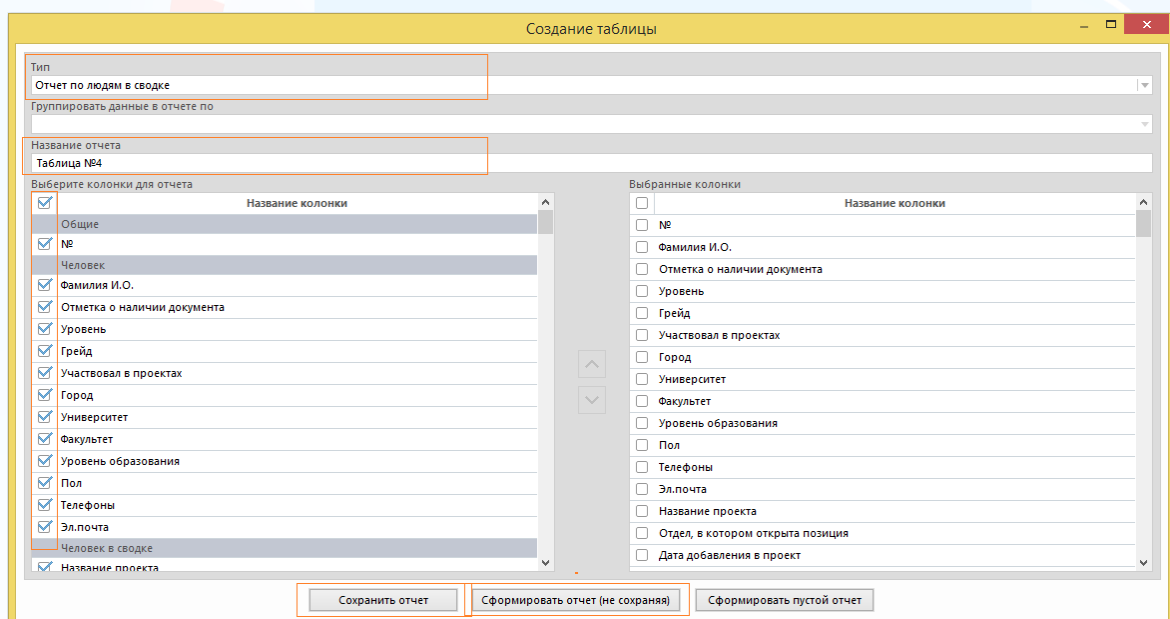 Создание таблицы
Тип
Отчет по людям в сводке
Группировать данные в отчете по
Название отчета
Таблица №4
Выберите колонки для отчета
Название колонки
Общие
№
Человек
Фамилия И.О.
Отметка о наличии документа
Уровень
Грейд
Участвовал в проектах
Город
Университет
Факультет
Уровень образования
Пол
Телефоны
Эл.почта
Человек в сводке
Название проекта
Выбранные колонки
Название колонки
№
Фамилия И.О.
Отметка о наличии документа
Уровень
Грейд
Участвовал в проектах
Город
Университет
Факультет
Уровень образования
Пол
Телефоны
Эл.почта
Название проекта
Отдел, в котором открыта позиция
Дата добавления в проект
Сохранить отчет
Сформировать отчет (не сохраняя)
Сформировать пустой отчет